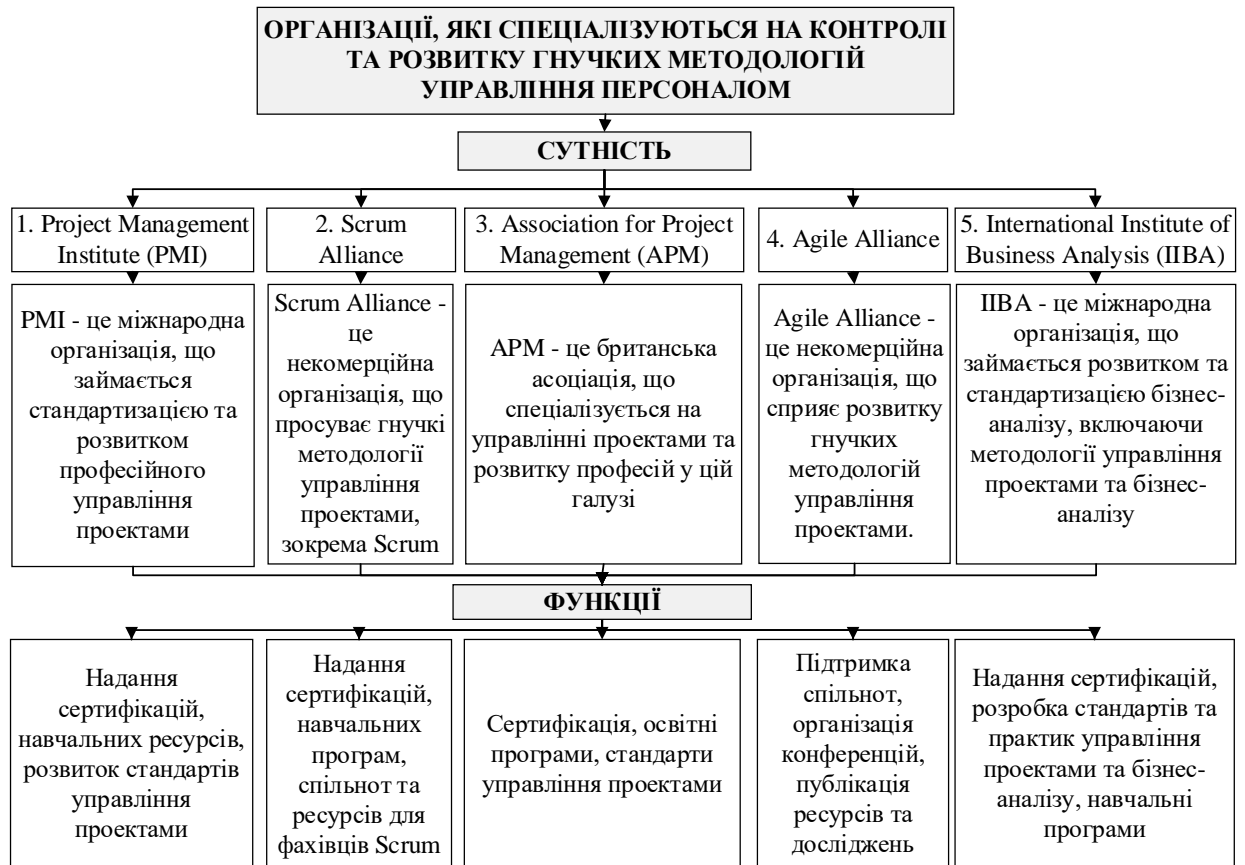 ОРГАНІЗАЦІЇ, ЯКІ СПЕЦІАЛІЗУЮТЬСЯ НА КОНТРОЛІ
ТА РОЗВИТКУ ГНУЧКИХ МЕТОДОЛОГІЙ
УПРАВЛІННЯ ПЕРСОНАЛОМ
СУТНІСТЬ
1. Project Management
Institute (PMI)
2. Scrum
Alliance
3. Association for Project
Management (APM)
4. Agile Alliance
5. International Institute of
Business Analysis (IIBA)
PMI - це міжнародна
організація, що
займається
стандартизацією та
розвитком
професійного
управління
проектами
Scrum Alliance -
це
некомерційна
організація, що
просуває гнучкі
методології
управління
проектами,
зокрема Scrum
APM - це британська
асоціація, що
спеціалізується на
управлінні проектами та
розвитку професій у цій
галузі
Agile Alliance -
це некомерційна
організація, що
сприяє розвитку
гнучких
методологій
управління
проектами.
IIBA - це міжнародна
організація, що
займається розвитком та
стандартизацією бізнес-
аналізу, включаючи
методології управління
проектами та бізнес-
аналізу
ФУНКЦІЇ
Надання
сертифікацій,
навчальних ресурсів,
розвиток стандартів
управління
проектами
Надання
сертифікацій,
навчальних
програм,
спільнот та
ресурсів для
фахівців Scrum
Сертифікація, освітні
програми, стандарти
управління проектами
Підтримка
спільнот,
організація
конференцій,
публікація
ресурсів та
досліджень
Надання сертифікацій,
розробка стандартів та
практик управління
проектами та бізнес-
аналізу, навчальні
програми